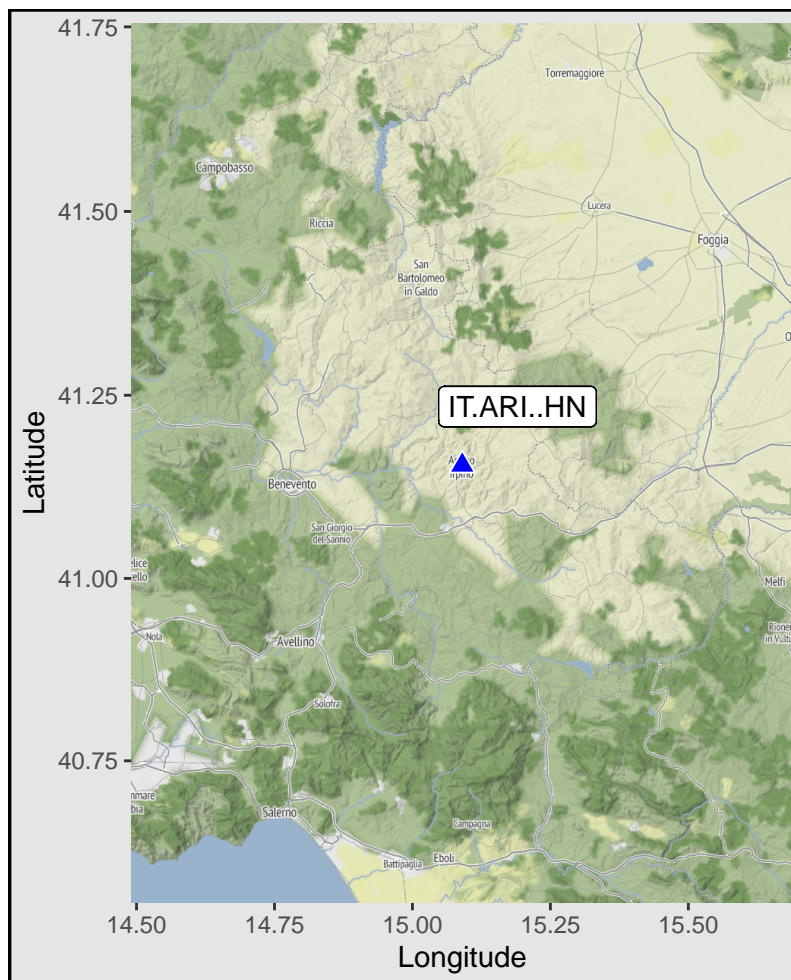 41.75
Torremaggiore
Campobasso
41.50
Lucera
Riccia
Foggia
San
Bartolomeo
in Galdo
41.25
IT.ARI..HN
Latitude
Benevento
San Giorgio
del Sannio
41.00
Melfi
Nola
Avellino
Solofra
40.75
Salerno
Campagna
Battipaglia
Eboli
14.50
14.75
15.00
15.25
15.50
Longitude